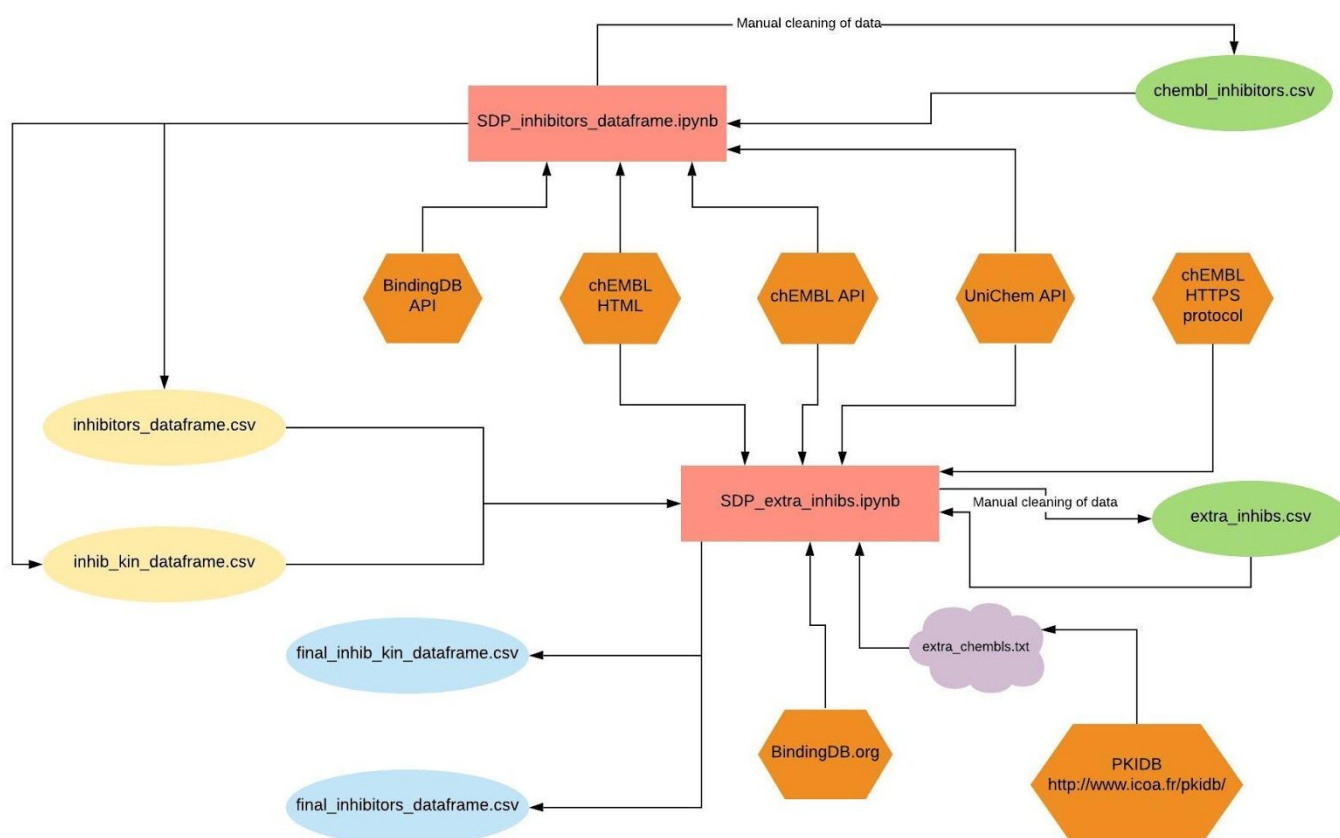 Manual cleaning of data
chembl_inhibitors.csv
SDP_inhibitors_dataframe.ipynb
BindingDB
API
chEMBL
HTML
chEMBL API
UniChem API
chEMBL
HTTPS
protocol
inhibitors_dataframe.csv
SDP_extra_inhibs.ipynb
Manual cleaning of data
extra_inhibs.csv
inhib_kin_dataframe.csv
final_inhib_kin_dataframe.csv
extra_chembls.txt
BindingDB.org
PKIDB
http://www.icoa.fr/pkidb/
final_inhibitors_dataframe.csv